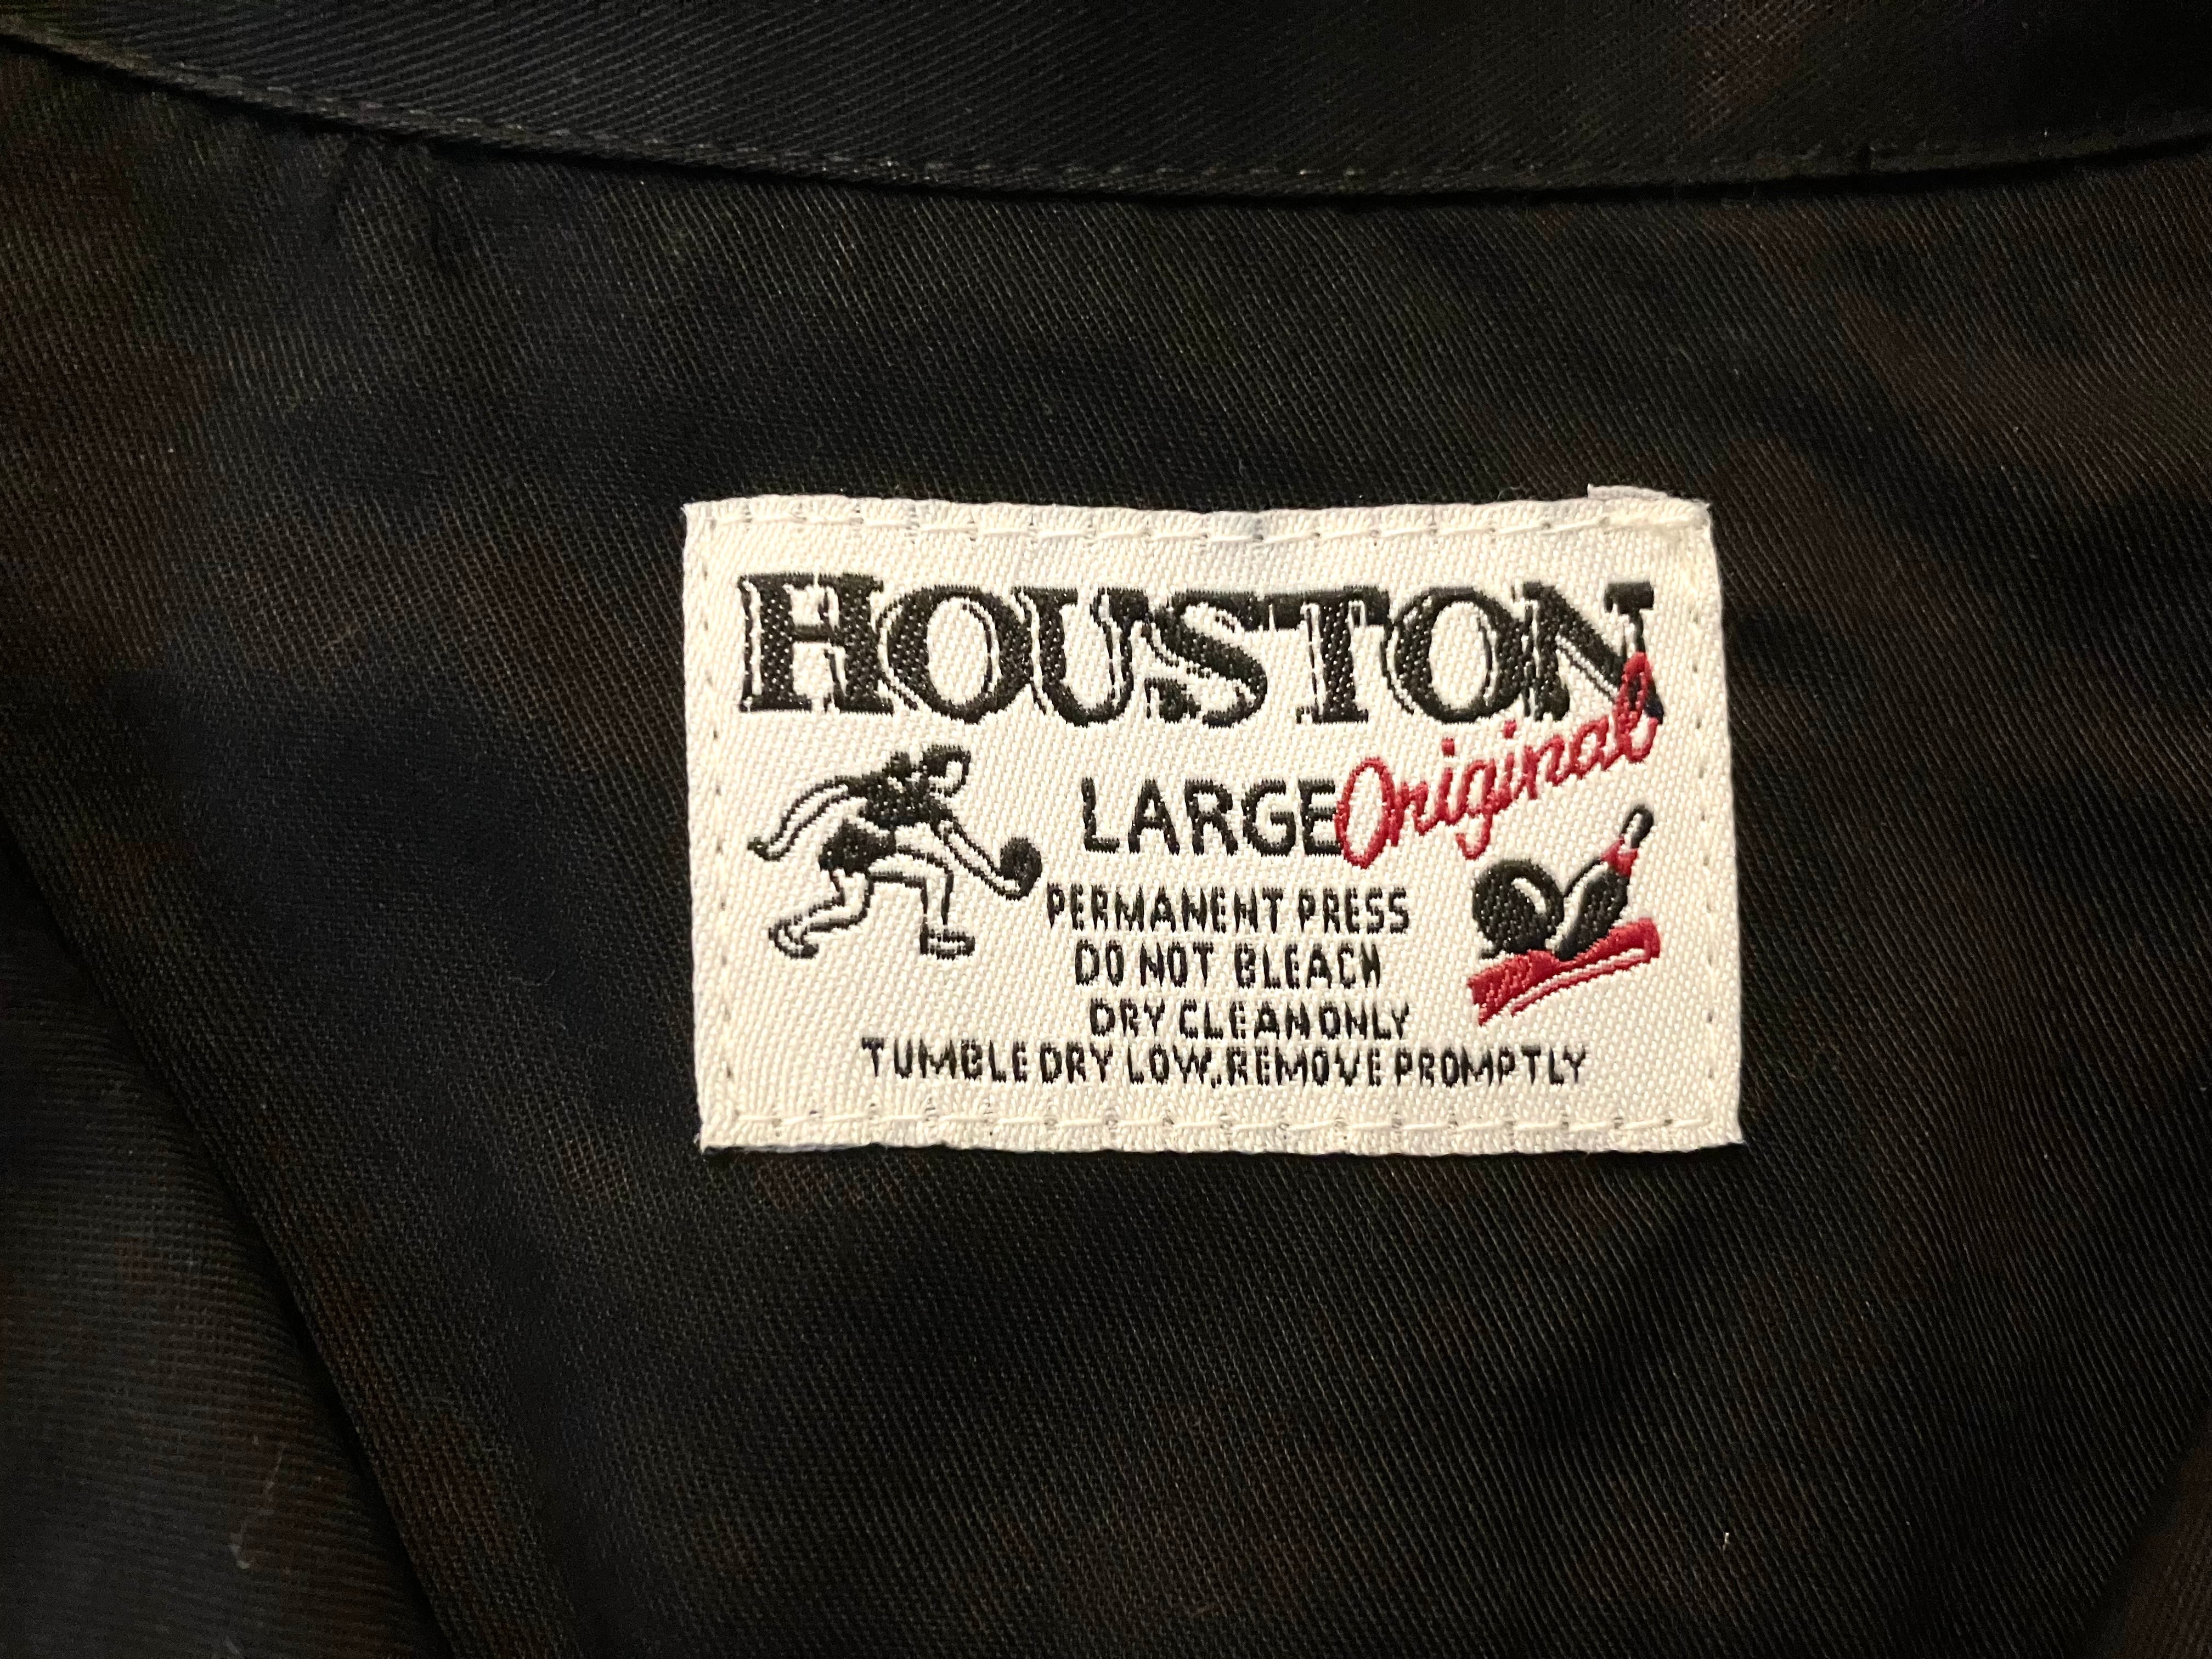 HOUSTON
LARGE Original
PERMANENT PRESS
DO NOT BLEACH
DRY CLEAN ONLY
TUMBLE DRY LOW. REMOVE PROMPTLY